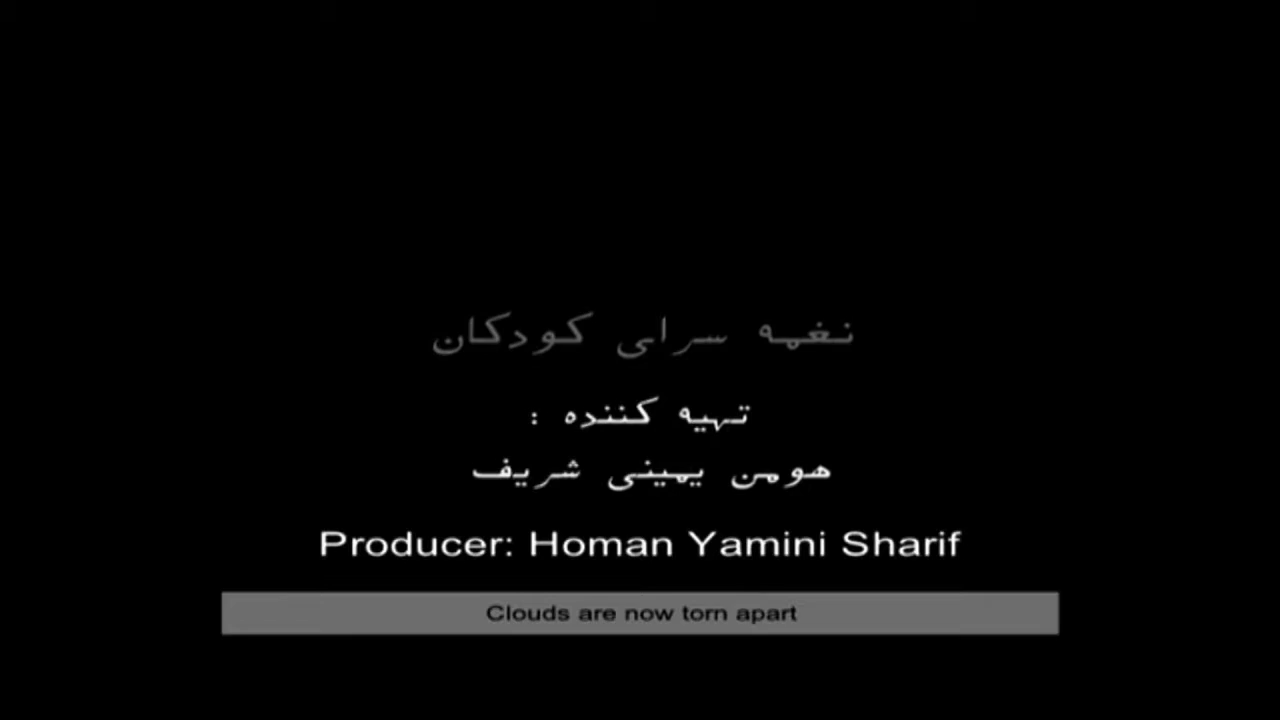 نغمه سرای کودکان
تهیه کننده :
هومن یمینی شریف
Producer: Homan Yamini Sharif
Clouds are now torn apart